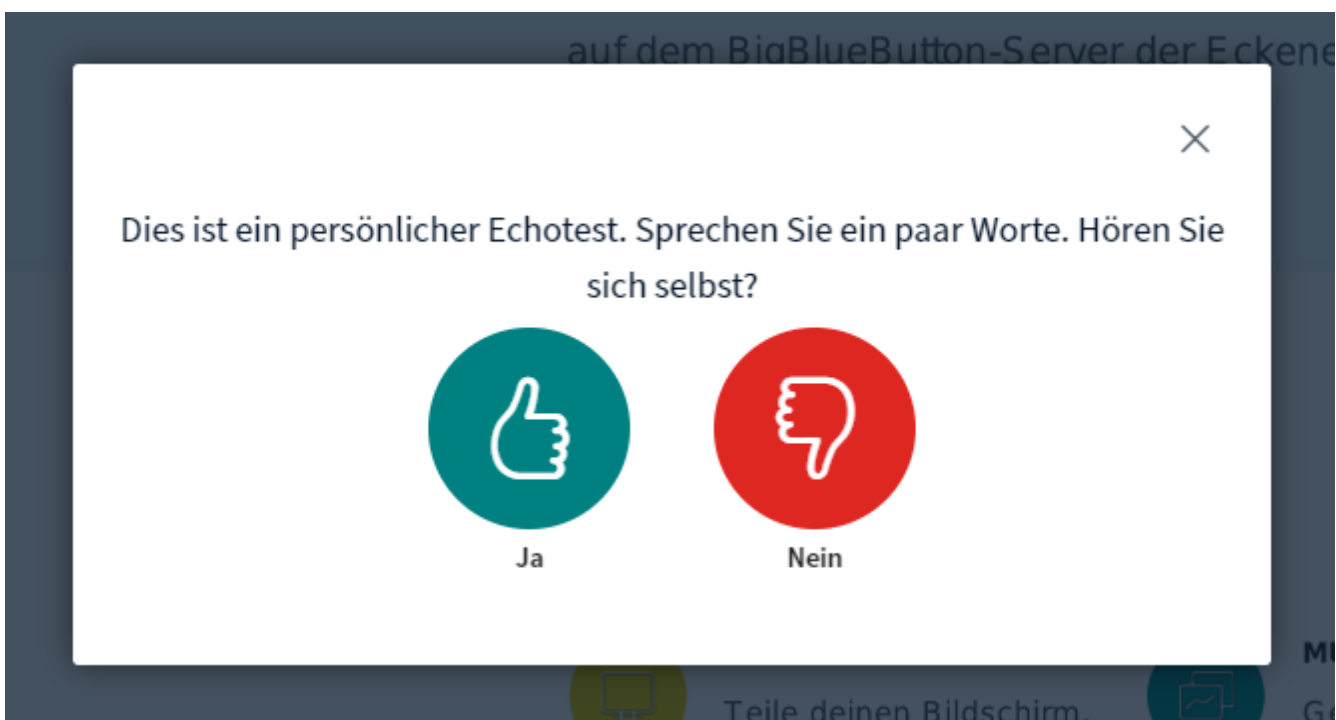 auf dem BigBlueButton-Server der Eckene
Dies ist ein persönlicher Echotest. Sprechen Sie ein paar Worte. Hören Sie
sich selbst?
Ja
Nein
Teile deinen Bildschirm.